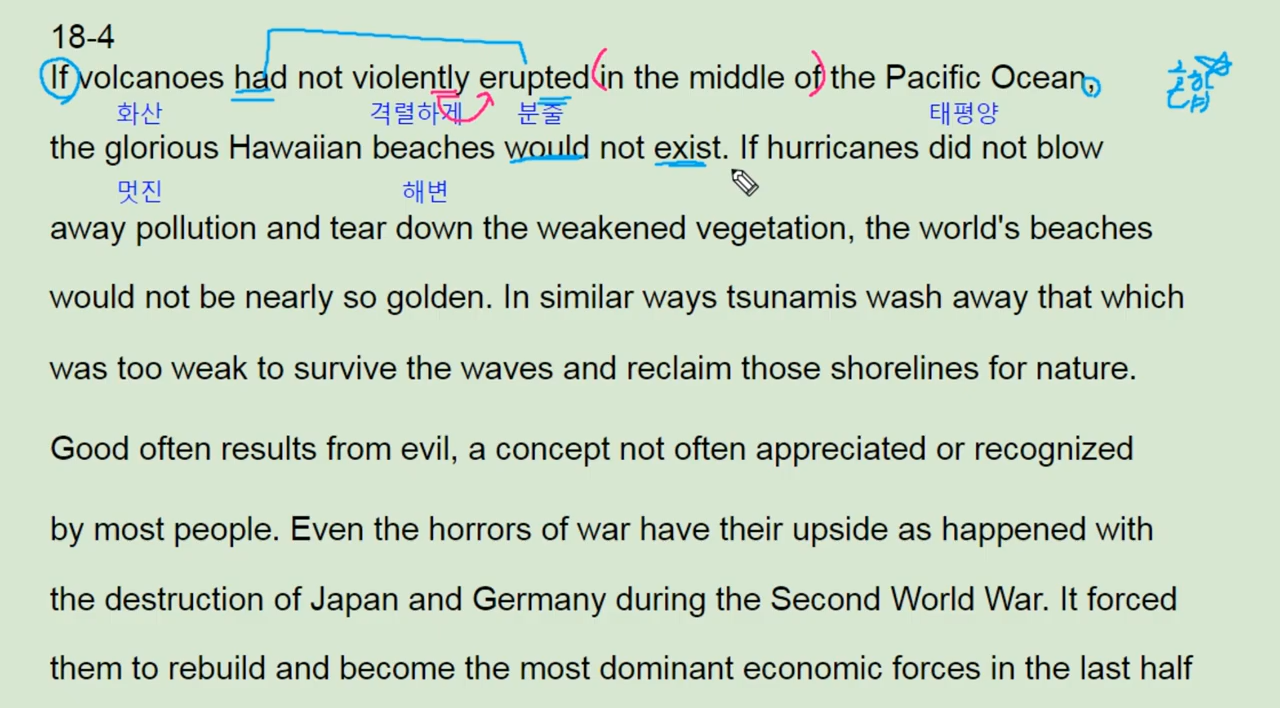 18-4
If volcanoes had not violently erupted (in the middle of) the Pacific Ocean,
화산 격렬하게 분출 태평양
the glorious Hawaiian beaches would not exist. If hurricanes did not blow
멋진 해변
away pollution and tear down the weakened vegetation, the world's beaches
would not be nearly so golden. In similar ways tsunamis wash away that which
was too weak to survive the waves and reclaim those shorelines for nature.
Good often results from evil, a concept not often appreciated or recognized
by most people. Even the horrors of war have their upside as happened with
the destruction of Japan and Germany during the Second World War. It forced
them to rebuild and become the most dominant economic forces in the last half